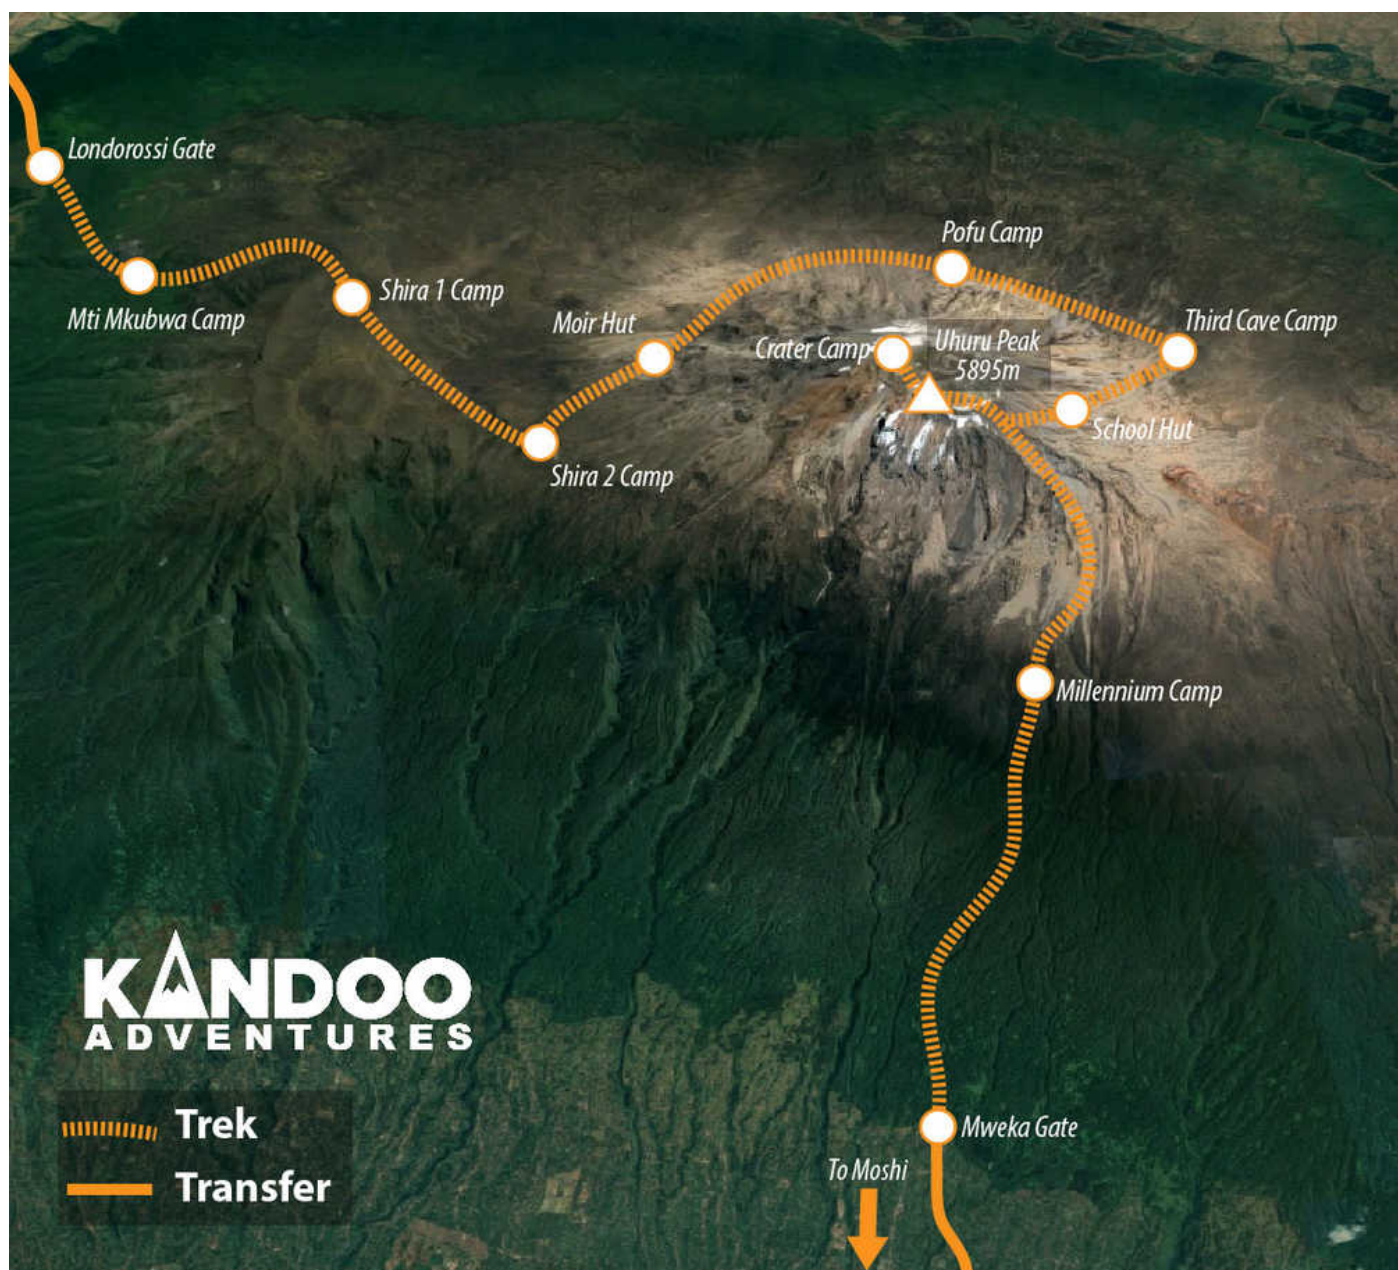 Londorossi Gate
Mti Mkubwa Camp
Shira 1 Camp
Shira 2 Camp
Moir Hut
Pofu Camp
Third Cave Camp
School Hut
Crater Camp
Uhuru Peak
5895m
Millennium Camp
Mweka Gate
To Moshi
KANDOO
ADVENTURES
Trek
Transfer